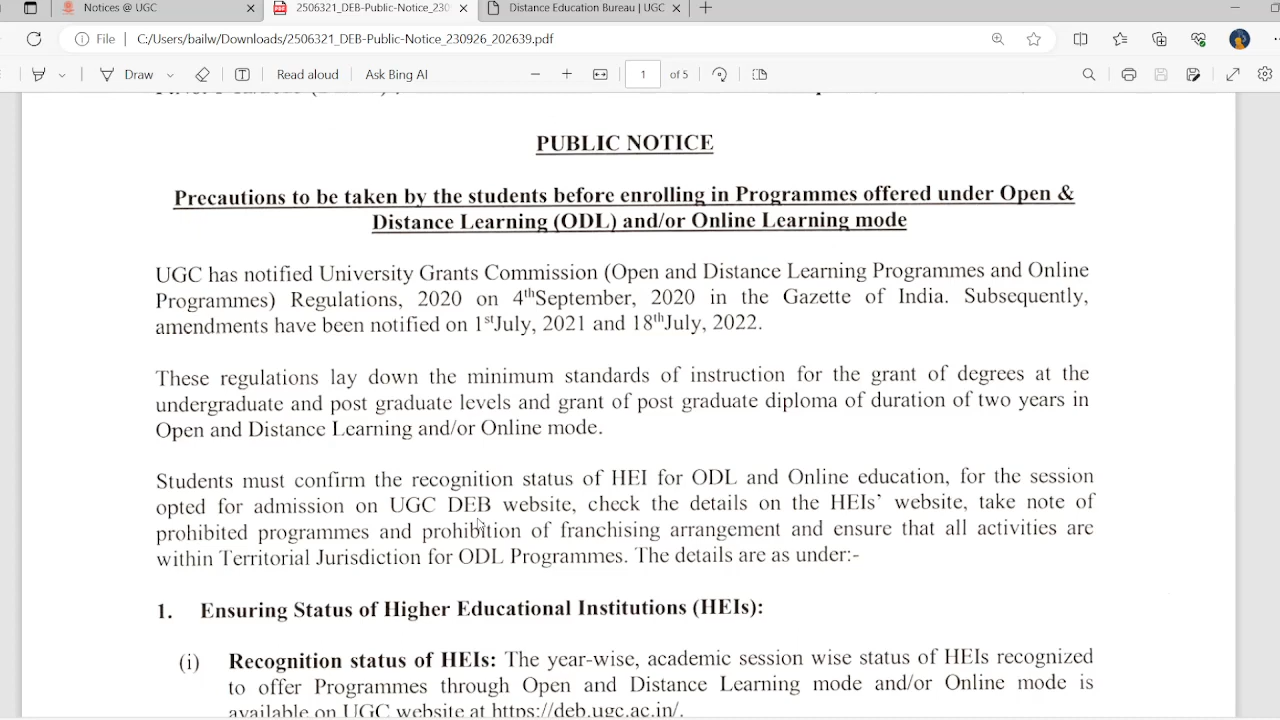 Notices @ UGC
2506321_DEB-Public-Notice_230
Distance Education Bureau | UGC
File
C:/Users/bailw/Downloads/2506321_DEB-Public-Notice_230926_202639.pdf
Draw
Read aloud
Ask Bing AI
1
of 5
PUBLIC NOTICE
Precautions to be taken by the students before enrolling in Programmes offered under Open &
Distance Learning (ODL) and/or Online Learning mode
UGC has notified University Grants Commission (Open and Distance Learning Programmes and Online
Programmes) Regulations, 2020 on 4thSeptember, 2020 in the Gazette of India. Subsequently,
amendments have been notified on 1stJuly, 2021 and 18thJuly, 2022.
These regulations lay down the minimum standards of instruction for the grant of degrees at the
undergraduate and post graduate levels and grant of post graduate diploma of duration of two years in
Open and Distance Learning and/or Online mode.
Students must confirm the recognition status of HEI for ODL and Online education, for the session
opted for admission on UGC DEB website, check the details on the HEIs' website, take note of
prohibited programmes and prohibition of franchising arrangement and ensure that all activities are
within Territorial Jurisdiction for ODL Programmes. The details are as under:-
1. Ensuring Status of Higher Educational Institutions (HEIs):
(i) Recognition status of HEIs: The year-wise, academic session wise status of HEIs recognized
to offer Programmes through Open and Distance Learning mode and/or Online mode is
available on UGC website at https://deb.ugc.ac.in/.